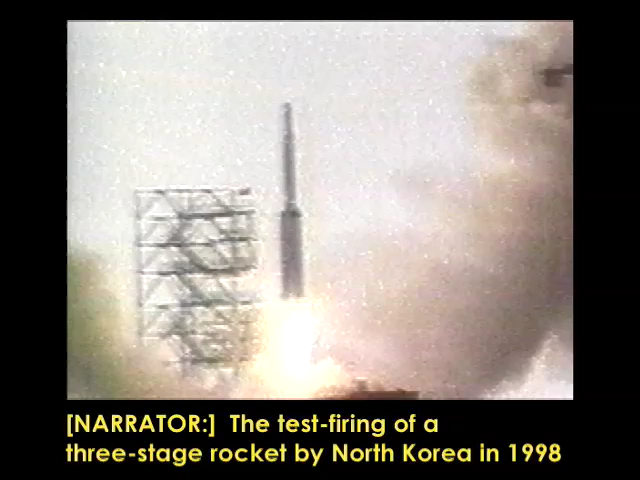 [NARRATOR:]  The test-firing of a
three-stage rocket by North Korea in 1998